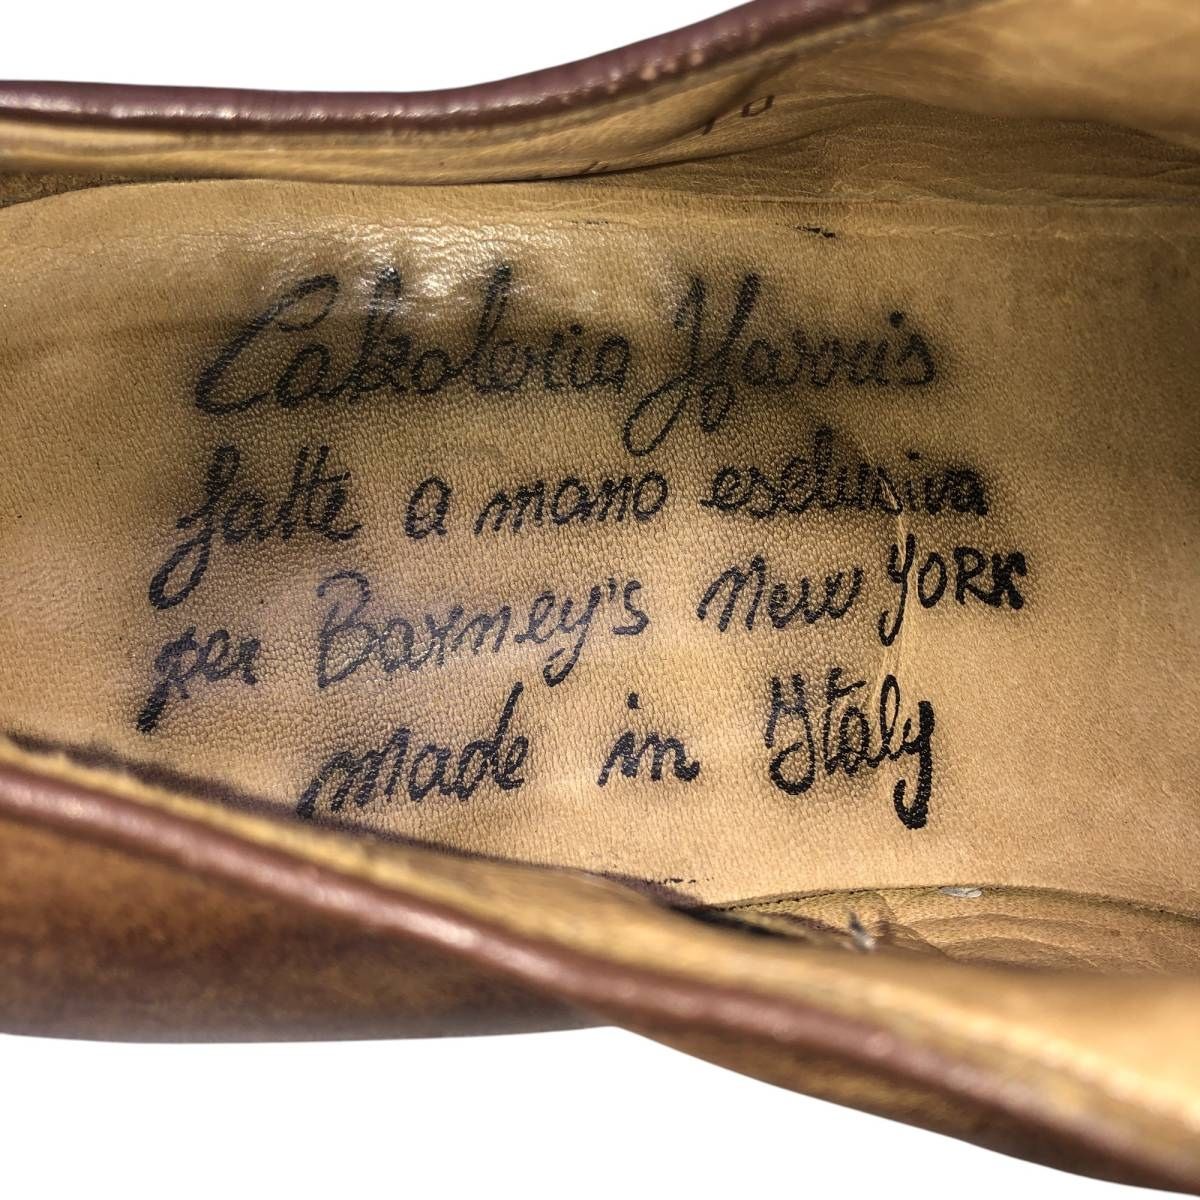 Calzoleria Harris
fatte a mano esclusiva
per Barney's New YORK
made in Italy